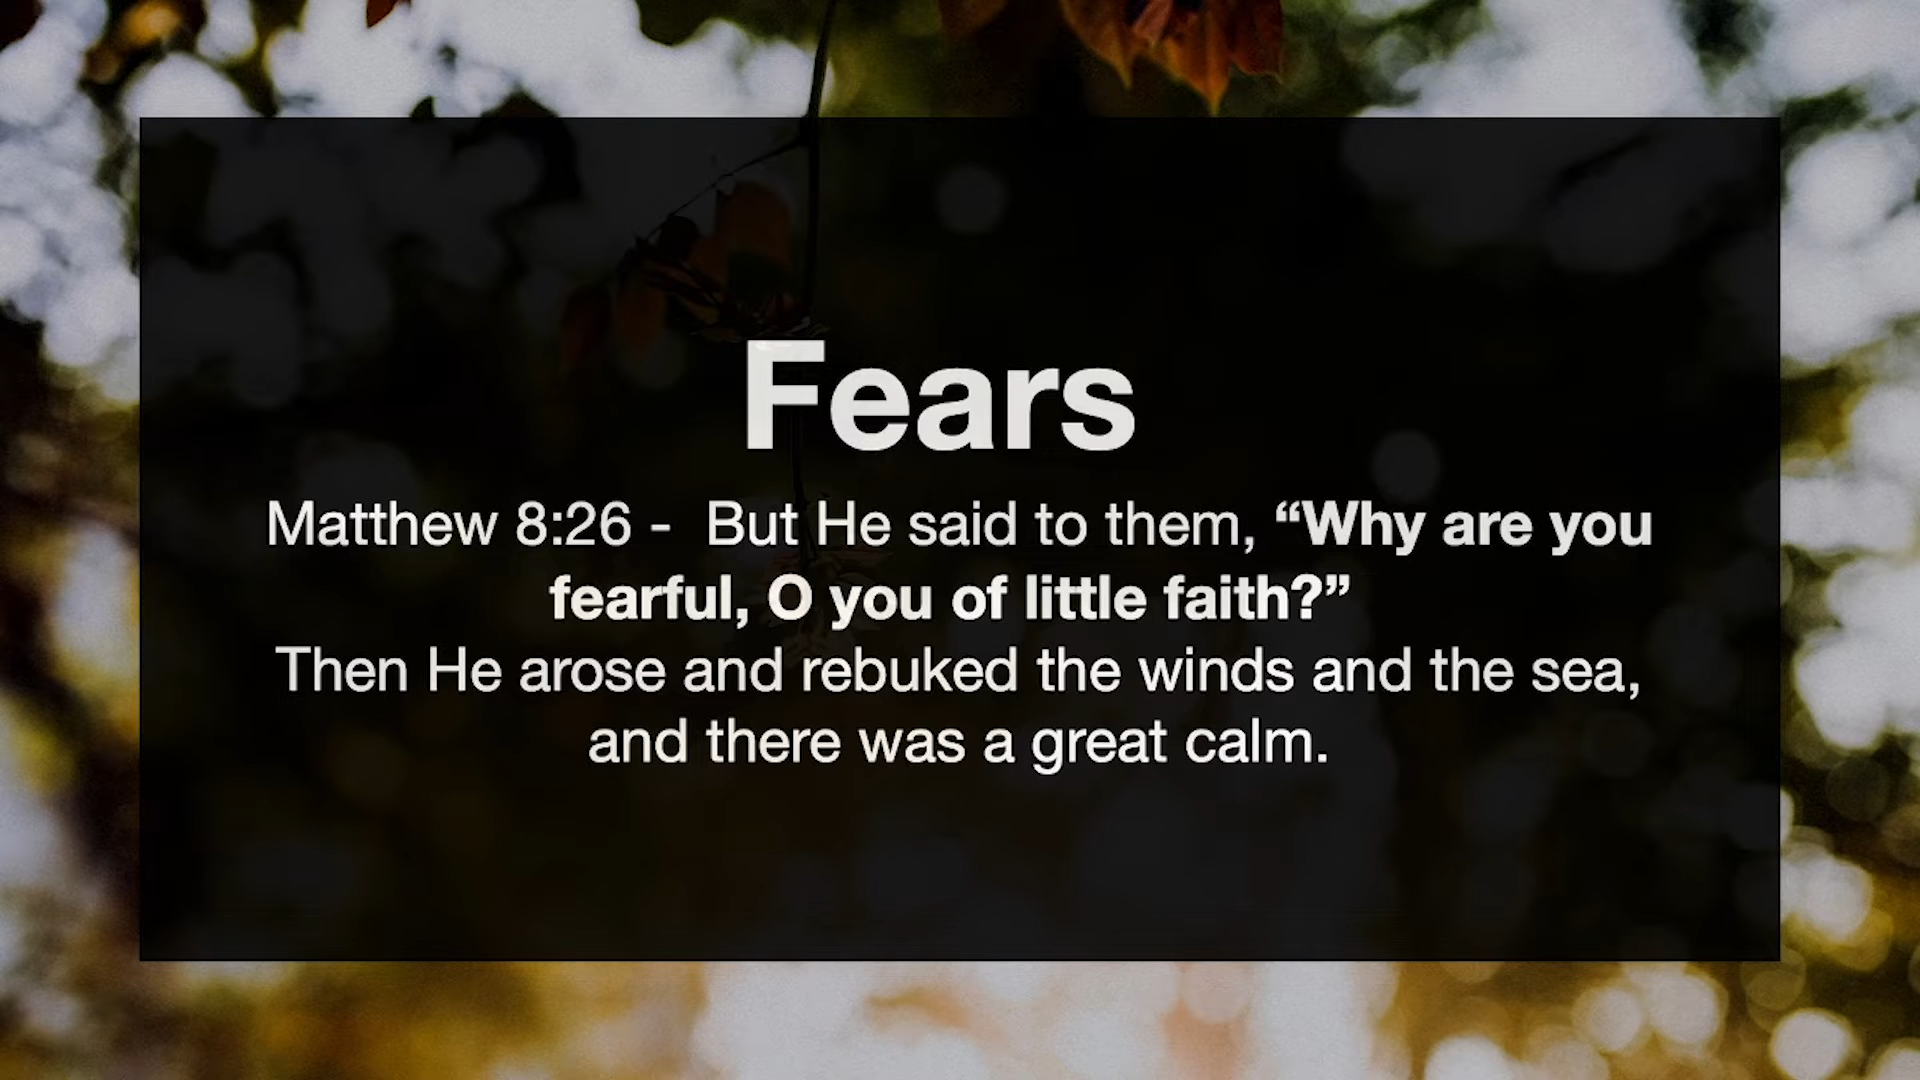 Fears
Matthew 8:26 -  But He said to them, “Why are you
fearful, O you of little faith?”
Then He arose and rebuked the winds and the sea,
and there was a great calm.